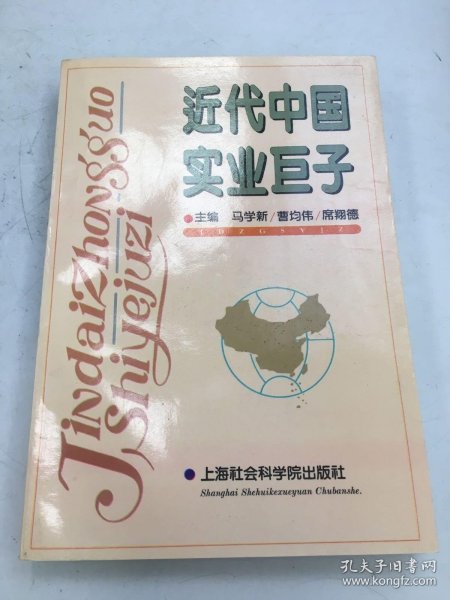 近代中国
实业巨子
主编 马学新/曹均伟/席翔德
J D Z G S Y J Z
JindaiZhongguo
Shiyejuzi
上海社会科学院出版社
Shanghai Shehuikexueyuan Chubanshe.
孔夫子旧书网
www.kongfz.com